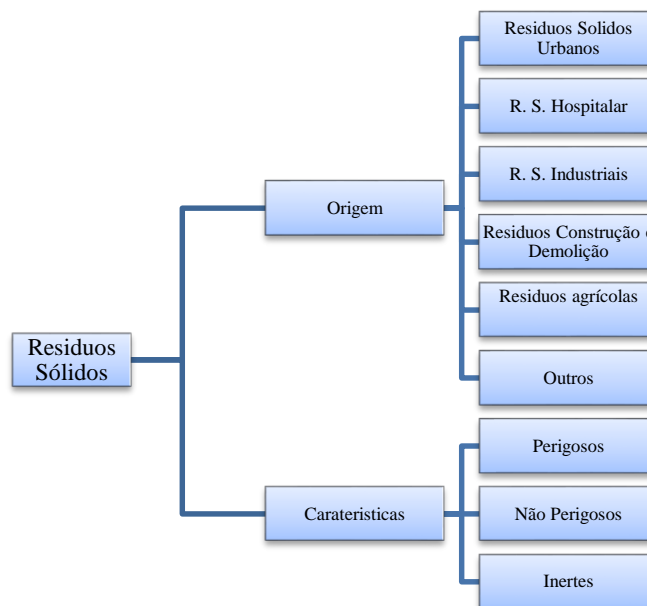 Residuos
Sólidos
Origem
Residuos Solidos
Urbanos
R. S. Hospitalar
R. S. Industriais
Residuos Construção
Demolição
Residuos agrícolas
Outros
Carateristicas
Perigosos
Não Perigosos
Inertes